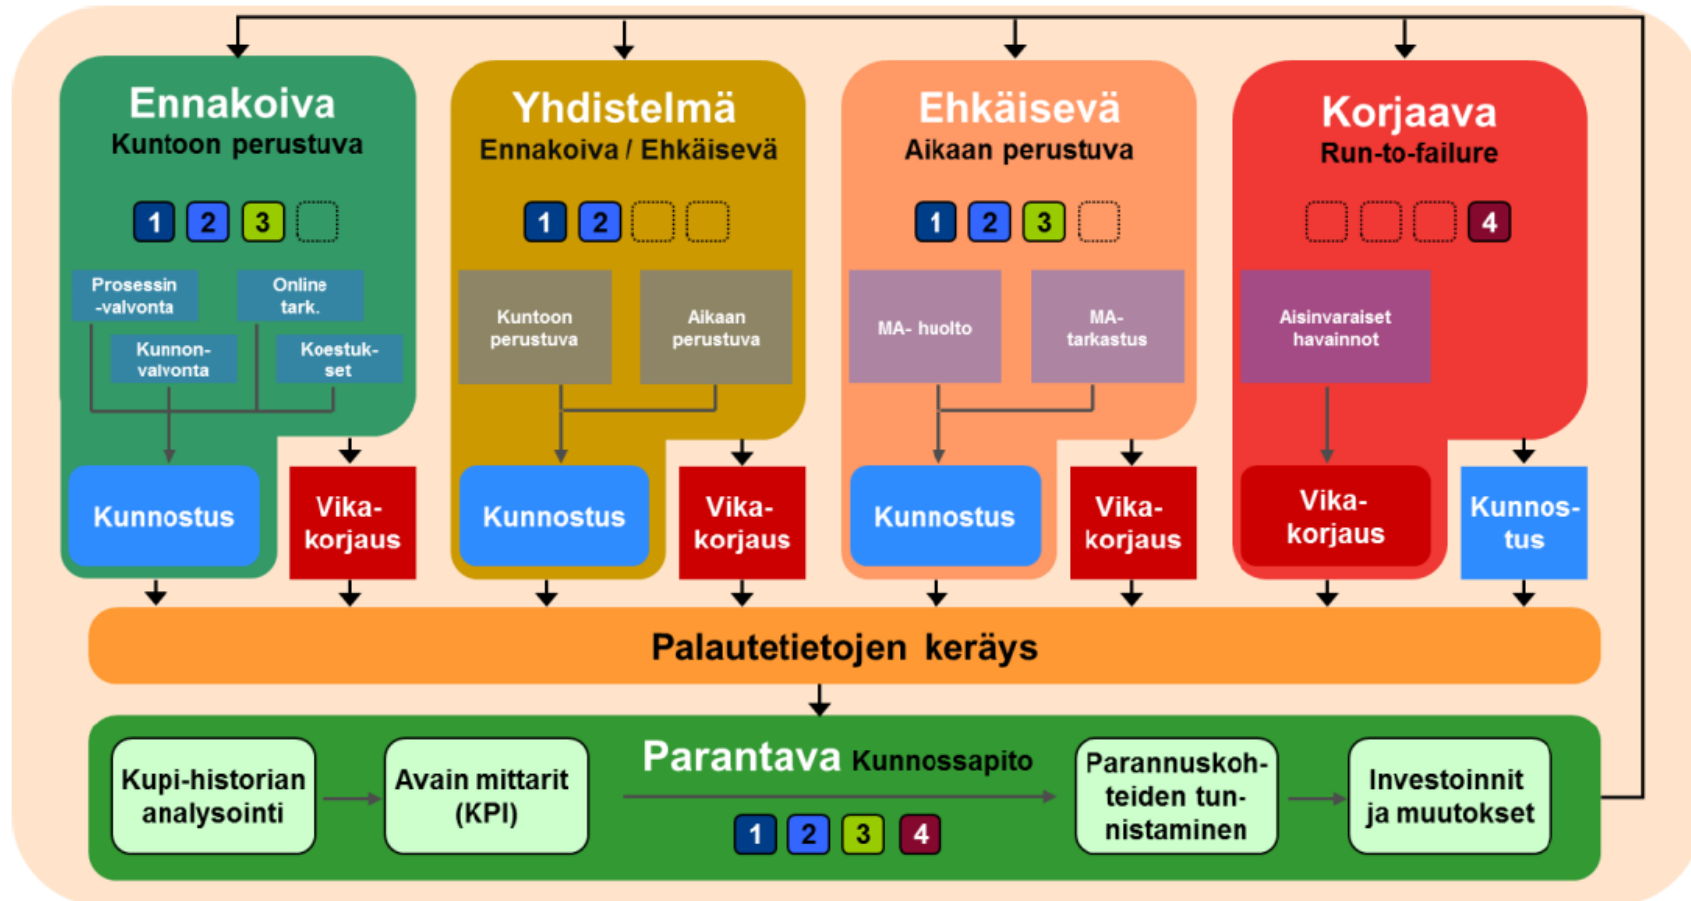 Ennakoiva
Kuntoon perustuva
1 2 3
Prosessin
-valvonta
Online
tark.
Kunnon-
valvonta
Koestuk-
set
Kunnostus
Vika-
korjaus
Yhdistelmä
Ennakoiva / Ehkäisevä
1 2
Kuntoon
perustuva
Aikaan
perustuva
Kunnostus
Vika-
korjaus
Ehkäisevä
Aikaan perustuva
1 2 3
MA- huolto
MA-
tarkastus
Kunnostus
Vika-
korjaus
Korjaava
Run-to-failure
4
Aisinvaraiset
havainnot
Vika-
korjaus
Kunnos-
tus
Palautetietojen keräys
Parantava Kunnossapito
1 2 3 4
Kupi-historian
analysointi
Avain mittarit
(KPI)
Parannuskoh-
teiden tun-
nistaminen
Investoinnit
ja muutokset